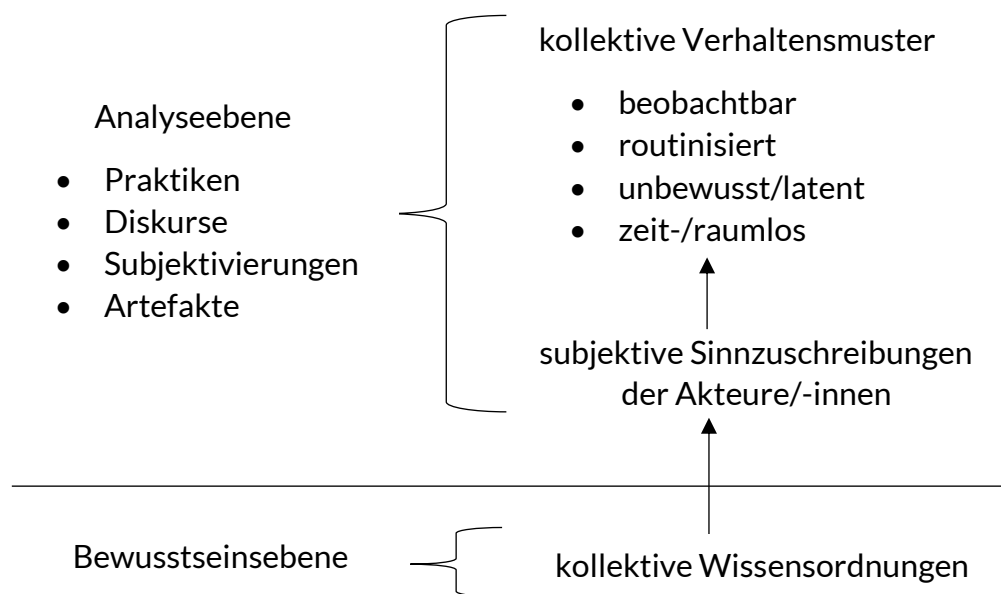 Analyseebene
• Praktiken
• Diskurse
• Subjektivierungen
• Artefakte
kollektive Verhaltensmuster
• beobachtbar
• routinisiert
• unbewusst/latent
• zeit-/raumlos
subjektive Sinnzuschreibungen
der Akteure/-innen
Bewusstseinsebene
kollektive Wissensordnungen